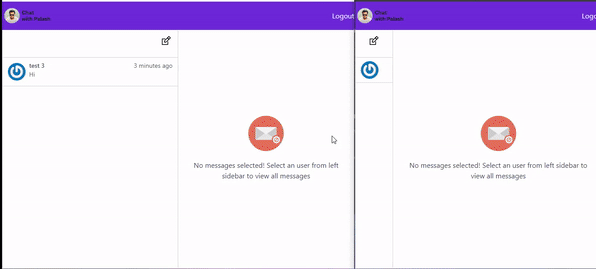 Chat
with Rakesh
Logout
test 3
3 minutes ago
Hi
No messages selected! Select an user from left
sidebar to view all messages
Chat
with Rakesh
Logo
No messages selected! Select an user from left sidebar to
view all messages